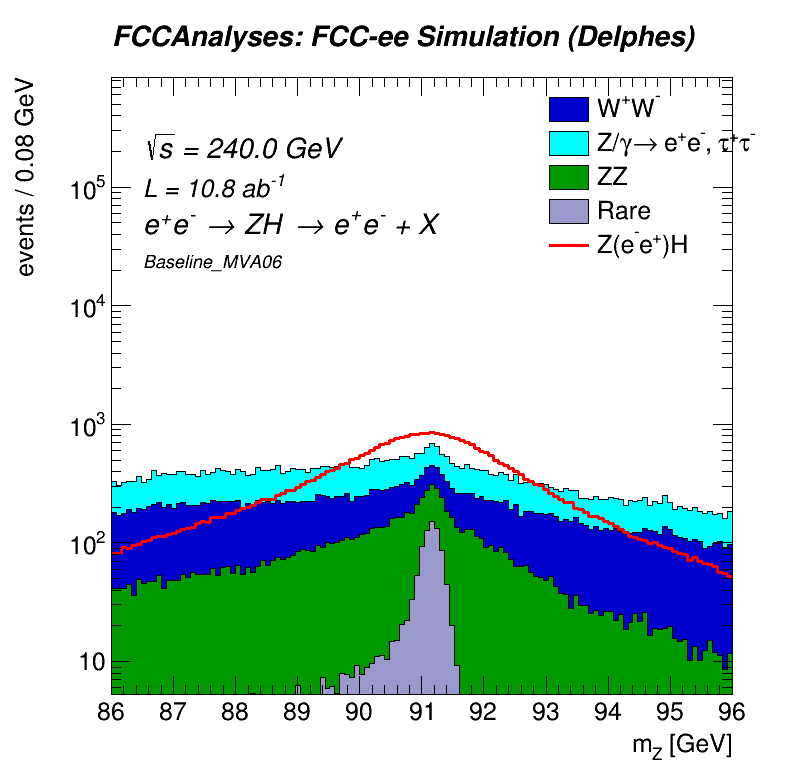 FCCAnalyses: FCC-ee Simulation (Delphes)
events / 0.08 GeV
√s = 240.0 GeV
L = 10.8 ab⁻¹
e⁺e⁻ → ZH → e⁺e⁻ + X
Baseline_MVA06
W⁺W⁻
Z/γ→ e⁺e⁻, τ⁺τ⁻
ZZ
Rare
Z(e⁻e⁺)H
10⁵
10⁴
10³
10²
10
86 87 88 89 90 91 92 93 94 95 96
m_Z [GeV]